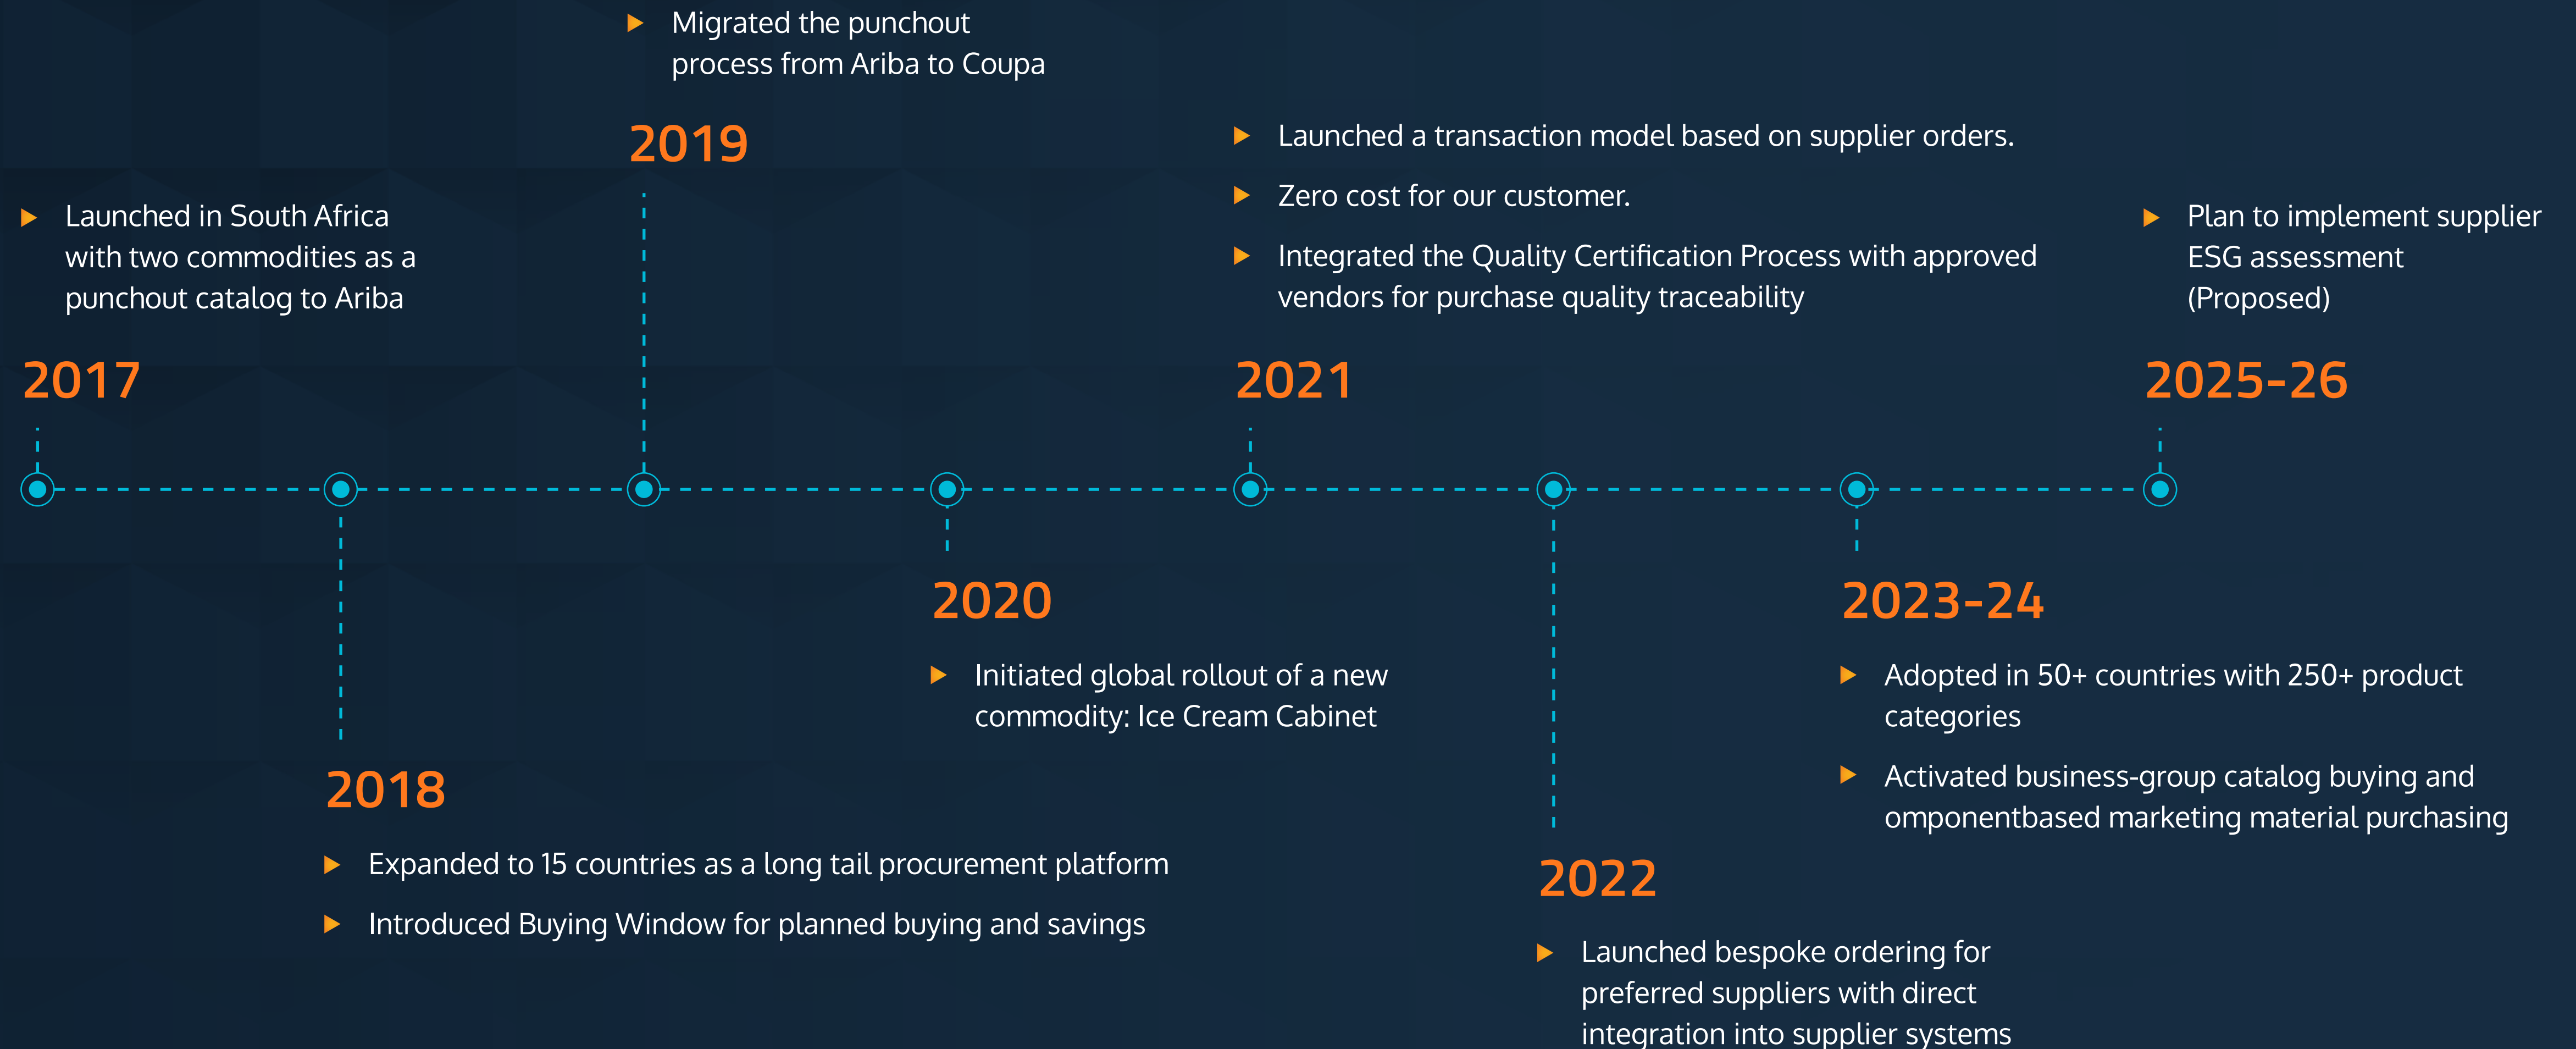 Launched in South Africa
with two commodities as a
punchout catalog to Ariba
2017
2018
Expanded to 15 countries as a long tail procurement platform
Introduced Buying Window for planned buying and savings
Migrated the punchout
process from Ariba to Coupa
2019
2020
Initiated global rollout of a new
commodity: Ice Cream Cabinet
Launched a transaction model based on supplier orders.
Zero cost for our customer.
Integrated the Quality Certification Process with approved
vendors for purchase quality traceability
2021
2022
Launched bespoke ordering for
preferred suppliers with direct
integration into supplier systems
2023-24
Adopted in 50+ countries with 250+ product
categories
Activated business-group catalog buying and
omponentbased marketing material purchasing
Plan to implement supplier
ESG assessment
(Proposed)
2025-26